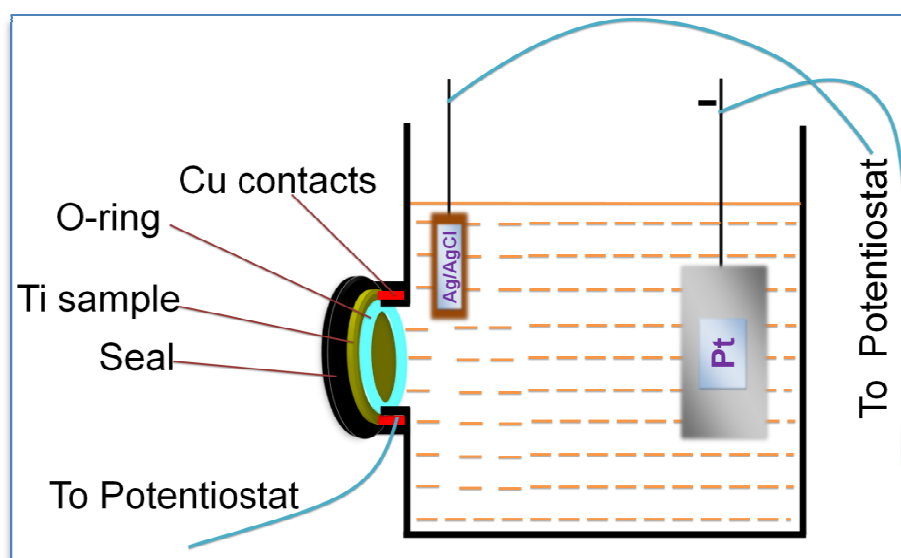 Cu contacts
O-ring
Ti sample
Seal
To Potentiostat
Ag/AgCl
-
Pt
To Potentiostat